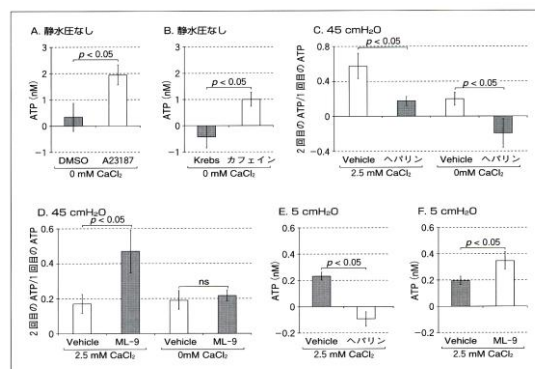 A. 静水圧なし
ATP (nM)
4
3
2
1
0
−1
p < 0.05
DMSO
A23187
0 mM CaCl₂
B. 静水圧なし
ATP (nM)
4
3
2
1
0
−1
p < 0.05
Krebs
カフェイン
0 mM CaCl₂
C. 45 cmH₂O
2回目のATP/1回目のATP
0.8
0.4
0
−0.4
p < 0.05
p < 0.05
Vehicle ヘパリン Vehicle ヘパリン
2.5 mM CaCl₂ 0mM CaCl₂
D. 45 cmH₂O
2回目のATP/1回目のATP
0.6
0.4
0.2
0
p < 0.05
ns
Vehicle ML-9 Vehicle ML-9
2.5 mM CaCl₂ 0mM CaCl₂
E. 5 cmH₂O
0.6
0.4
0.2
0
−0.2
p < 0.05
Vehicle ヘパリン
2.5 mM CaCl₂
F. 5 cmH₂O
0.6
0.4
0.2
0
−0.2
p < 0.05
Vehicle ML-9
2.5 mM CaCl₂